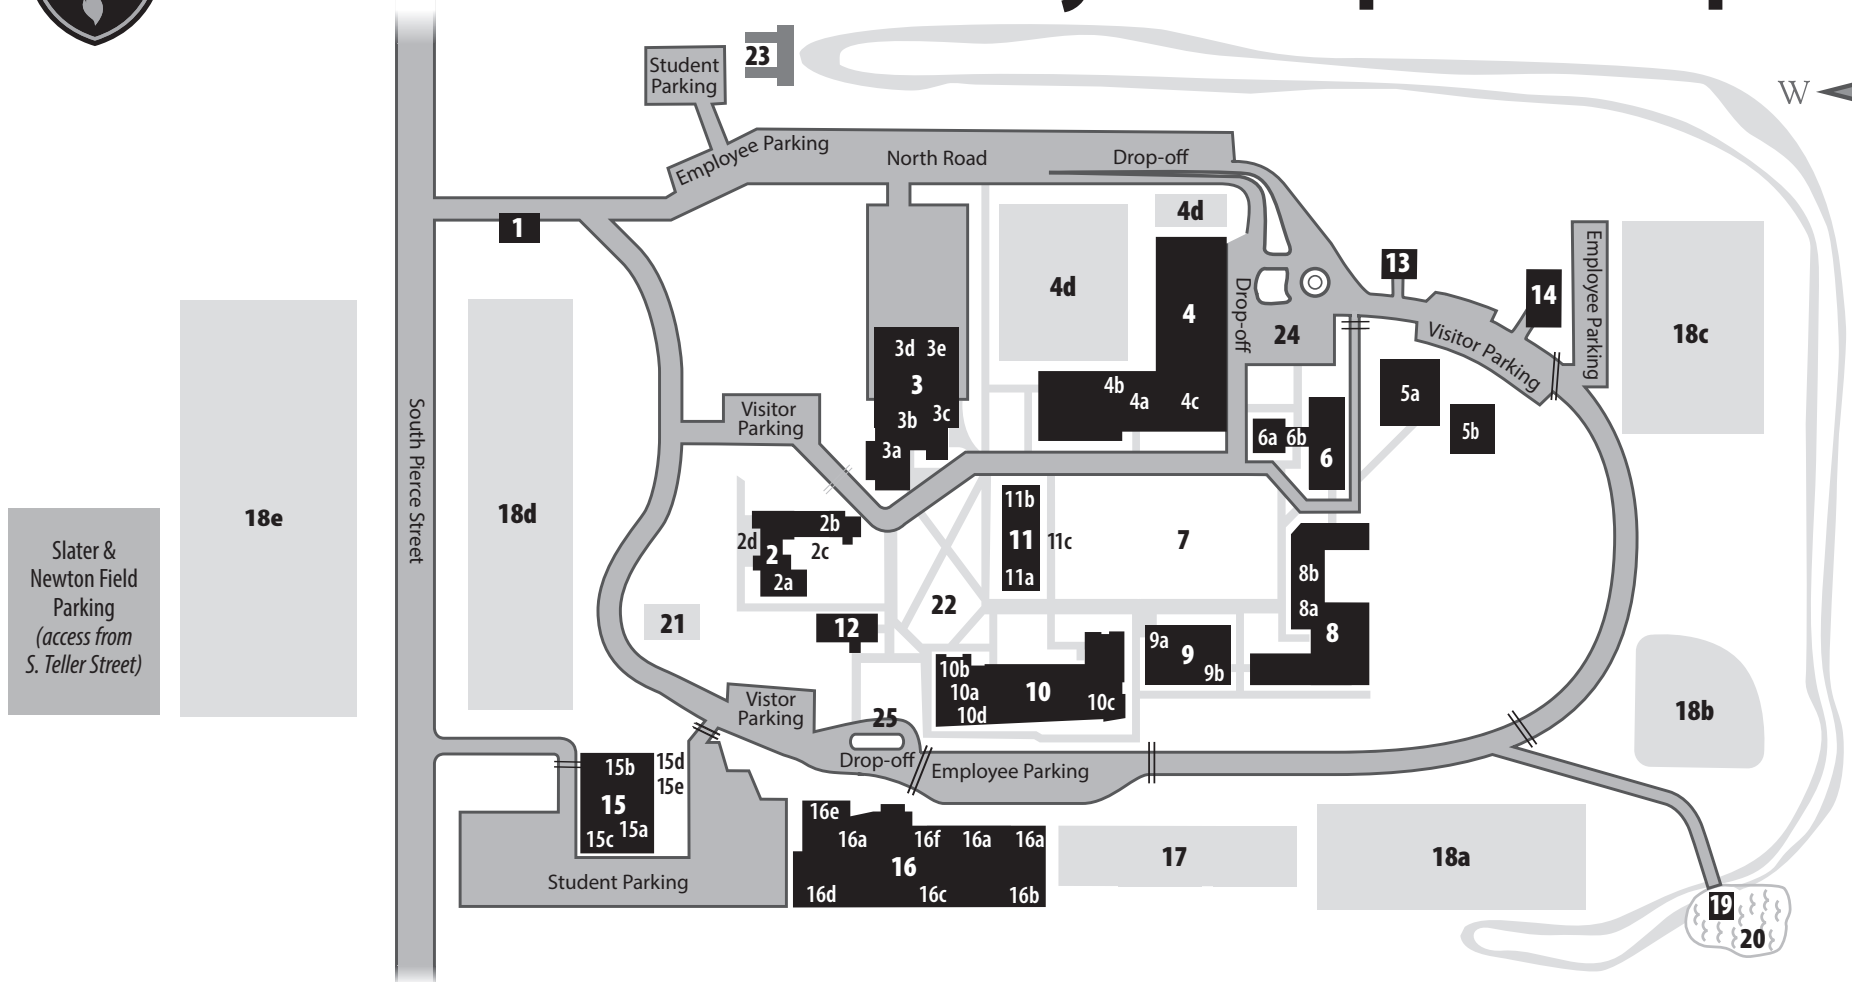 23
Student
Parking
W
Employee Parking
North Road
Drop-off
1
4d
4d
13
14
Employee Parking
18c
4
Drop-off
24
Visitor Parking
3d 3e
3
3b 3c
3a
4b
4a
4c
5a
5b
6a 6b
6
Visitor
Parking
South Pierce Street
18e
18d
Slater &
Newton Field
Parking
(access from
S. Teller Street)
2b
2d
2
2c
2a
11b
11
11c
11a
7
8b
8a
8
22
21
12
9a
9
9b
10b
10a
10
10c
10d
18b
Vistor
Parking
25
Drop-off
Employee Parking
15b
15d
15e
15
15a
15c
Student Parking
16e
16a
16f
16a
16a
16
16d
16c
16b
17
18a
19
20